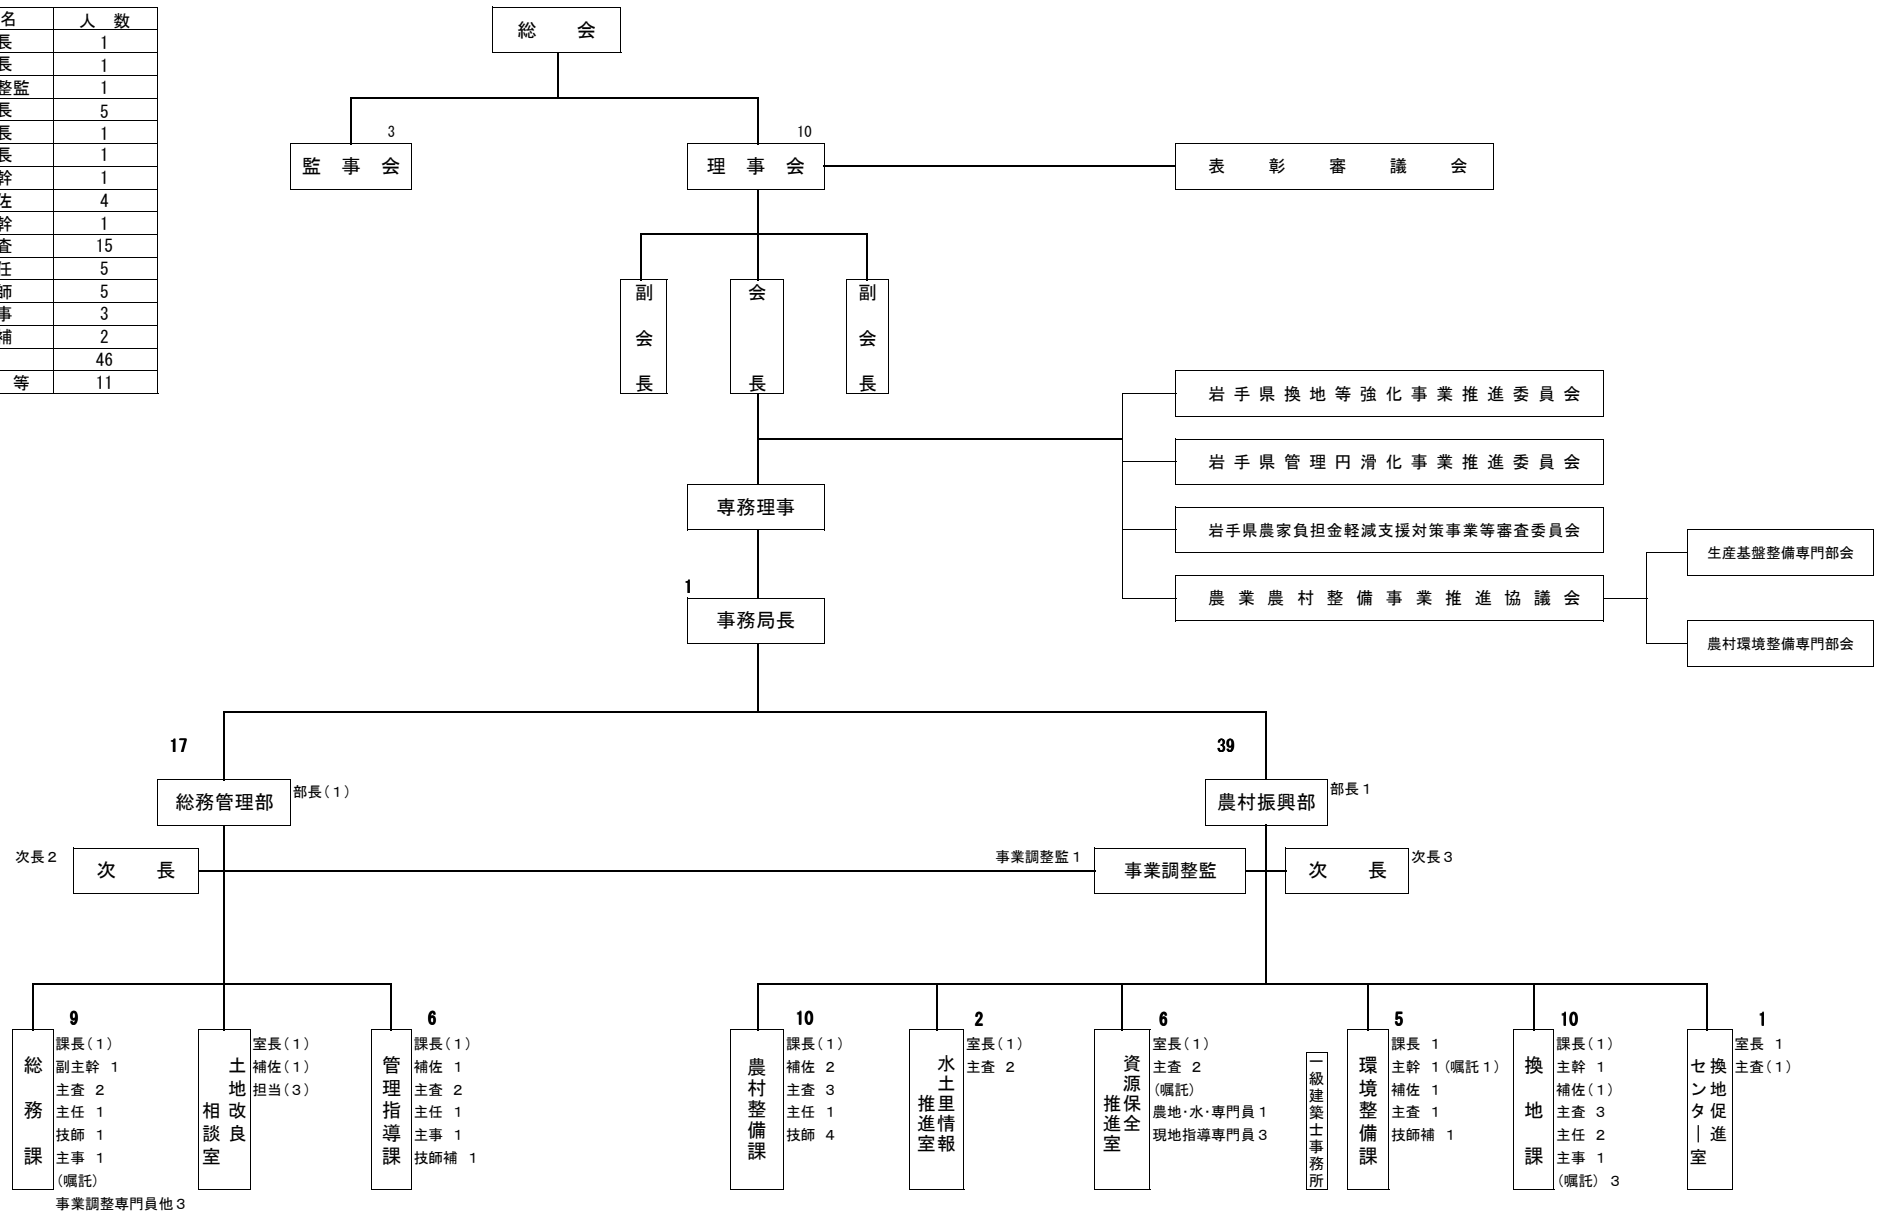 名 人 数
長 1
長 1
整監 1
長 5
長 1
長 1
幹 1
佐 4
幹 1
査 15
任 5
師 5
事 3
補 2
46
等 11
総 会
3
監 事 会
10
理 事 会
表 彰 審 議 会
副会長
会長
副会長
岩手県換地等強化事業推進委員会
岩手県管理円滑化事業推進委員会
岩手県農家負担金軽減支援対策事業等審査委員会
農業農村整備事業推進協議会
生産基盤整備専門部会
農村環境整備専門部会
専務理事
1
事務局長
17
総務管理部
部長(1)
39
農村振興部
部長1
次長2
次 長
事業調整監1
事業調整監
次 長
次長3
9
総務課
課長(1)
副主幹 1
主査 2
主任 1
技師 1
主事 1
(嘱託)
事業調整専門員他3
土地改良
相談室
室長(1)
補佐(1)
担当(3)
6
管理指導課
課長(1)
補佐 1
主査 2
主任 1
主事 1
技師補 1
10
農村整備課
課長(1)
補佐 2
主査 3
主任 1
技師 4
2
水土里情報
推進室
室長(1)
主査 2
6
資源保全
推進室
室長(1)
主査 2
(嘱託)
農地・水・専門員1
現地指導専門員3
一級建築士事務所
5
環境整備課
課長 1
主幹 1(嘱託1)
補佐 1
主査 1
技師補 1
10
換地課
課長(1)
主幹 1
補佐(1)
主査 3
主任 2
主事 1
(嘱託) 3
1
換地促進
センター室
室長 1
主査(1)